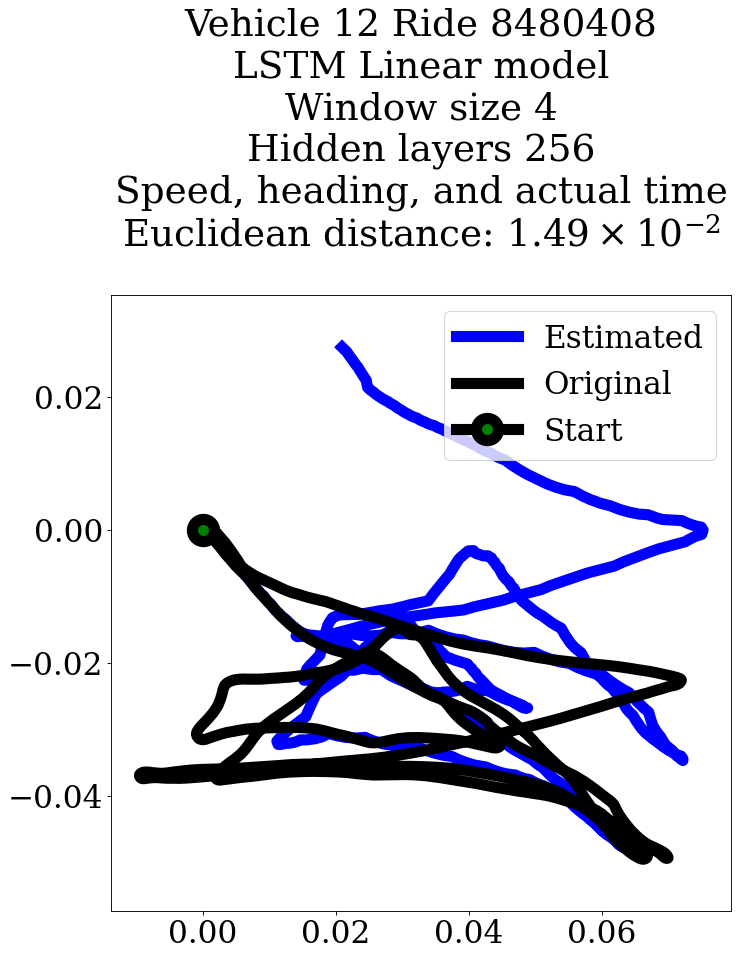 Vehicle 12 Ride 8480408
LSTM Linear model
Window size 4
Hidden layers 256
Speed, heading, and actual time
Euclidean distance: 1.49 × 10⁻²
Estimated
Original
Start
0.02
0.00
−0.02
−0.04
0.00 0.02 0.04 0.06